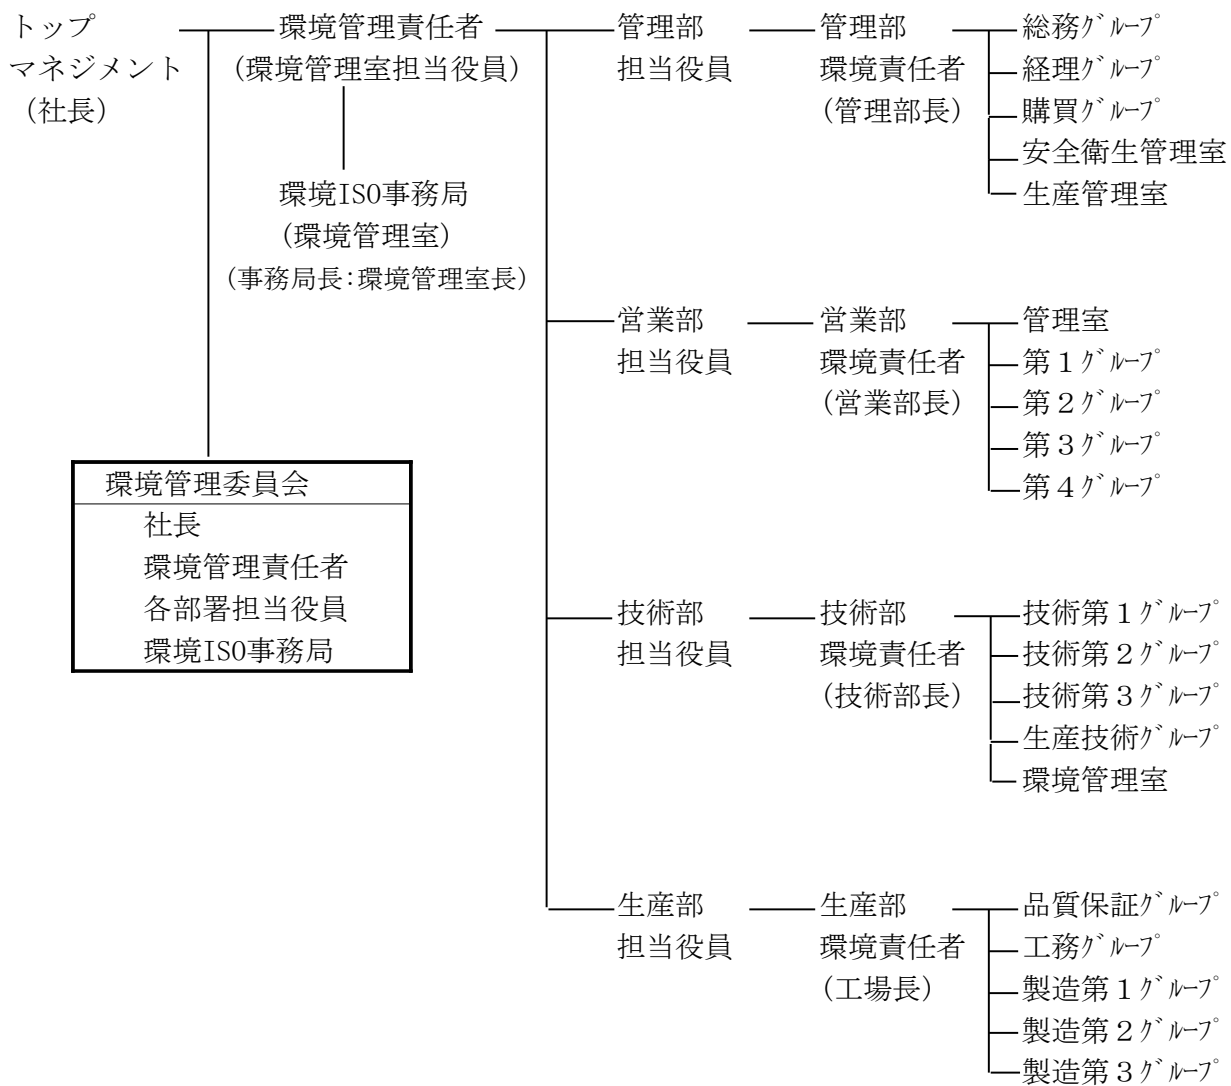 トップ
マネジメント
(社長)
環境管理責任者
(環境管理室担当役員)
環境ISO事務局
(環境管理室)
(事務局長:環境管理室長)
環境管理委員会
社長
環境管理責任者
各部署担当役員
環境ISO事務局
管理部
担当役員
管理部
環境責任者
(管理部長)
総務ｸﾞﾙｰﾌﾟ
経理ｸﾞﾙｰﾌﾟ
購買ｸﾞﾙｰﾌﾟ
安全衛生管理室
生産管理室
営業部
担当役員
営業部
環境責任者
(営業部長)
管理室
第１ｸﾞﾙｰﾌﾟ
第２ｸﾞﾙｰﾌﾟ
第３ｸﾞﾙｰﾌﾟ
第４ｸﾞﾙｰﾌﾟ
技術部
担当役員
技術部
環境責任者
(技術部長)
技術第１ｸﾞﾙｰﾌﾟ
技術第２ｸﾞﾙｰﾌﾟ
技術第３ｸﾞﾙｰﾌﾟ
生産技術ｸﾞﾙｰﾌﾟ
環境管理室
生産部
担当役員
生産部
環境責任者
(工場長)
品質保証ｸﾞﾙｰﾌﾟ
工務ｸﾞﾙｰﾌﾟ
製造第１ｸﾞﾙｰﾌﾟ
製造第２ｸﾞﾙｰﾌﾟ
製造第３ｸﾞﾙｰﾌﾟ